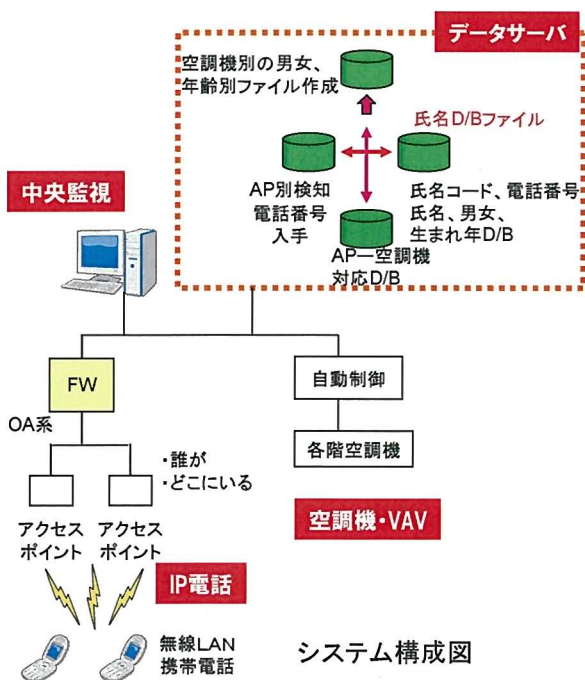 データサーバ
空調機別の男女、
年齢別ファイル作成
氏名D/Bファイル
AP別検知
電話番号
入手
氏名コード、電話番号
氏名、男女、
生まれ年D/B
AP―空調機
対応D/B
中央監視
FW
OA系
自動制御
各階空調機
・誰が
・どこにいる
アクセス
ポイント
アクセス
ポイント
空調機・VAV
IP電話
無線LAN
携帯電話
システム構成図